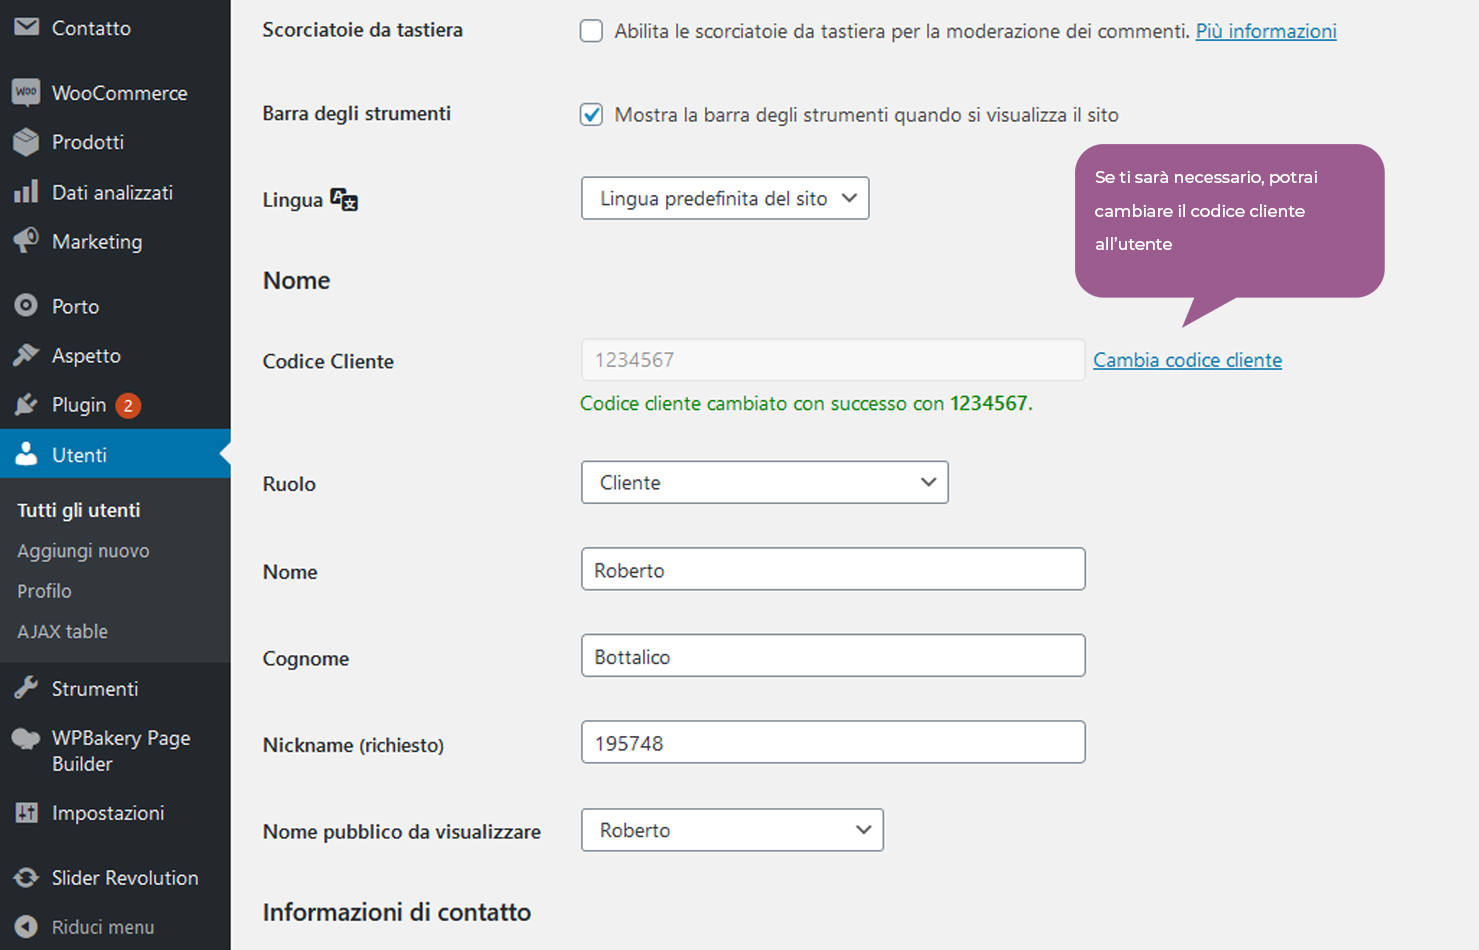 Contatto
WOO WooCommerce
Prodotti
Dati analizzati
Marketing
Porto
Aspetto
Plugin 2
Utenti
Tutti gli utenti
Aggiungi nuovo
Profilo
AJAX table
Strumenti
WPBakery Page
Builder
Impostazioni
Slider Revolution
Riduci menu
Scorciatoie da tastiera
Abilita le scorciatoie da tastiera per la moderazione dei commenti. Più informazioni
Barra degli strumenti
Mostra la barra degli strumenti quando si visualizza il sito
Lingua
Lingua predefinita del sito
Se ti sarà necessario, potrai
cambiare il codice cliente
all'utente
Nome
Codice Cliente
1234567
Cambia codice cliente
Codice cliente cambiato con successo con 1234567.
Ruolo
Cliente
Nome
Roberto
Cognome
Bottalico
Nickname (richiesto)
195748
Nome pubblico da visualizzare
Roberto
Informazioni di contatto